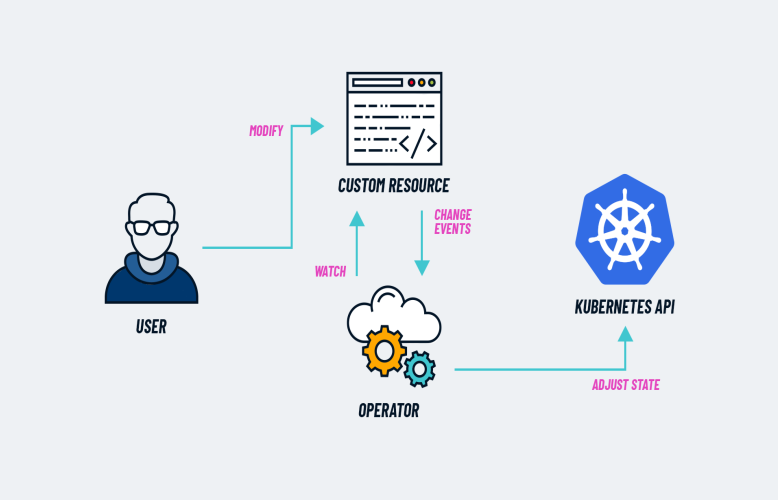 MODIFY
CUSTOM RESOURCE
CHANGE
EVENTS
WATCH
USER
KUBERNETES API
ADJUST STATE
OPERATOR